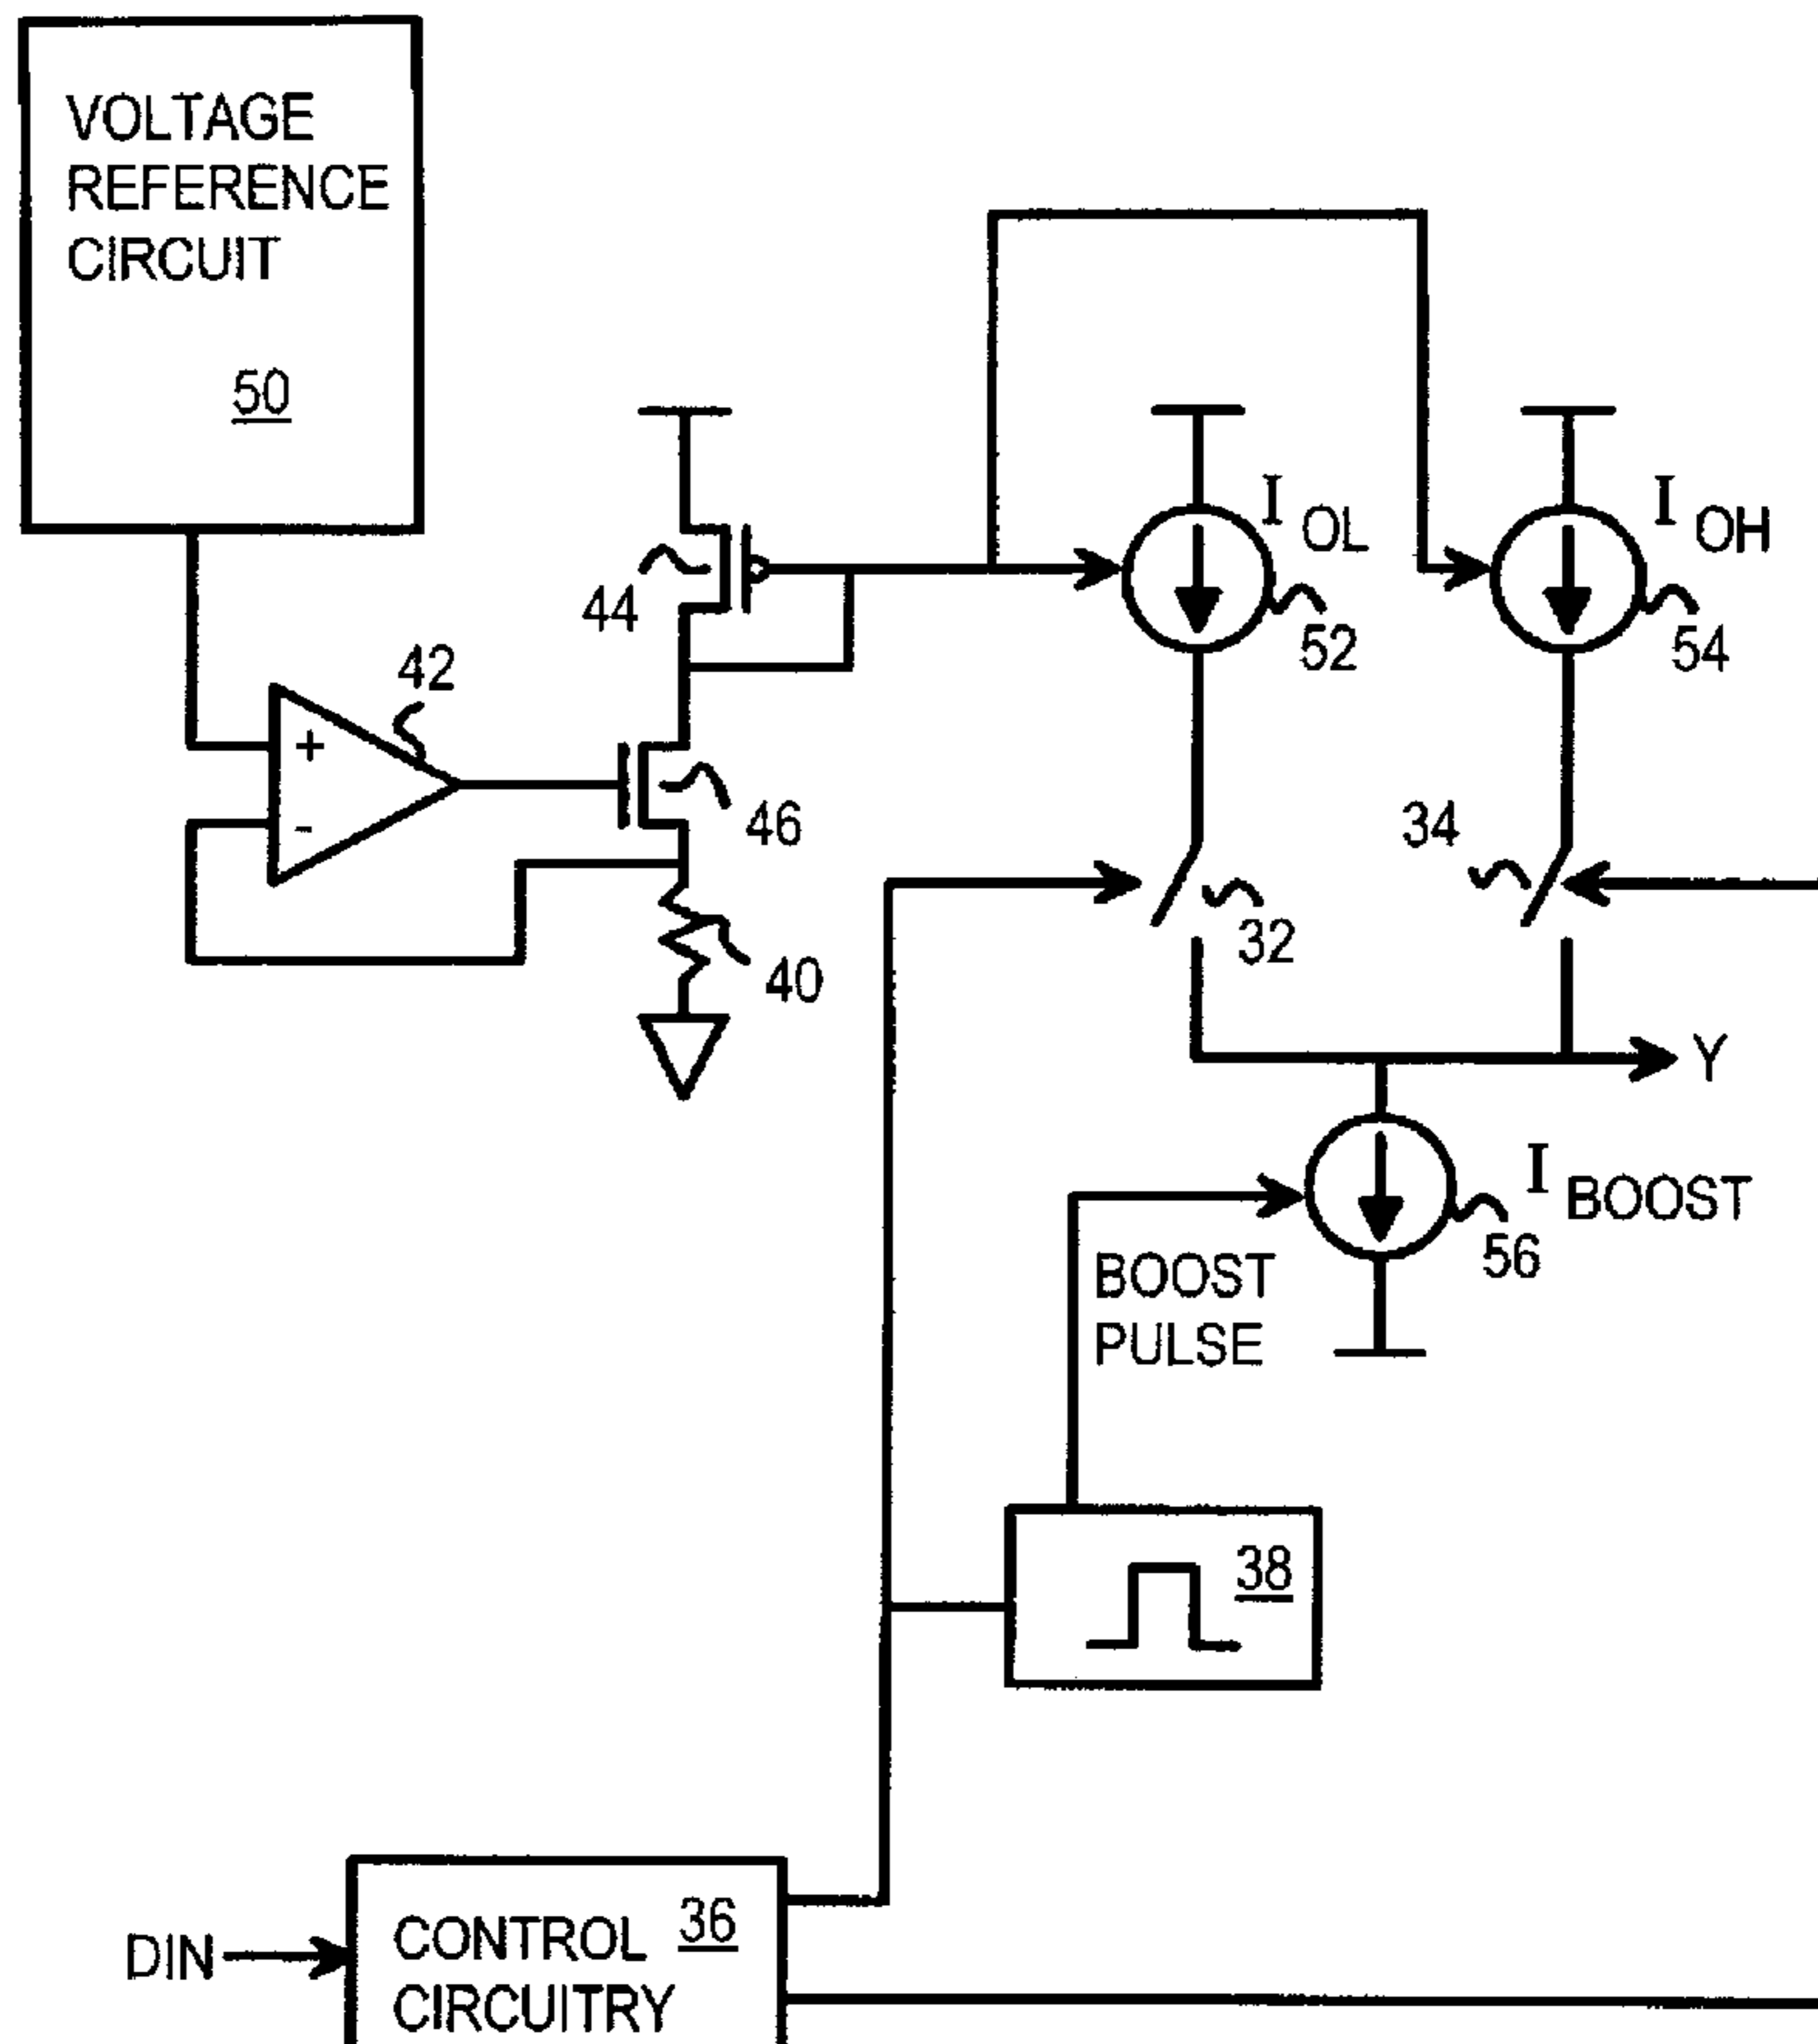 VOLTAGE
REFERENCE
CIRCUIT
50
I OL
I OH
44
52
54
42
+
-
46
34
32
40
Y
I BOOST
56
BOOST
PULSE
38
36
DIN
CONTROL
CIRCUITRY